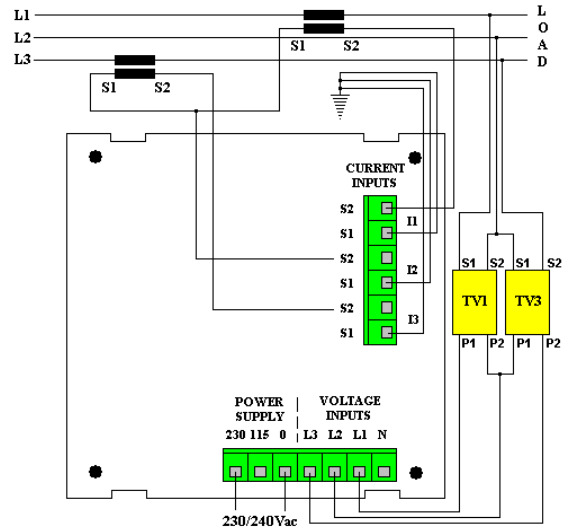 L1 L
L2 S1 S2 O
A
L3 D
S1 S2
CURRENT
INPUTS
S2
I1
S1
S2
I2
S1
S2
I3
S1
S1 S2 S1 S2
TV1 TV3
P1 P2 P1 P2
POWER
SUPPLY
VOLTAGE
INPUTS
230 115 0 L3 L2 L1 N
230/240Vac